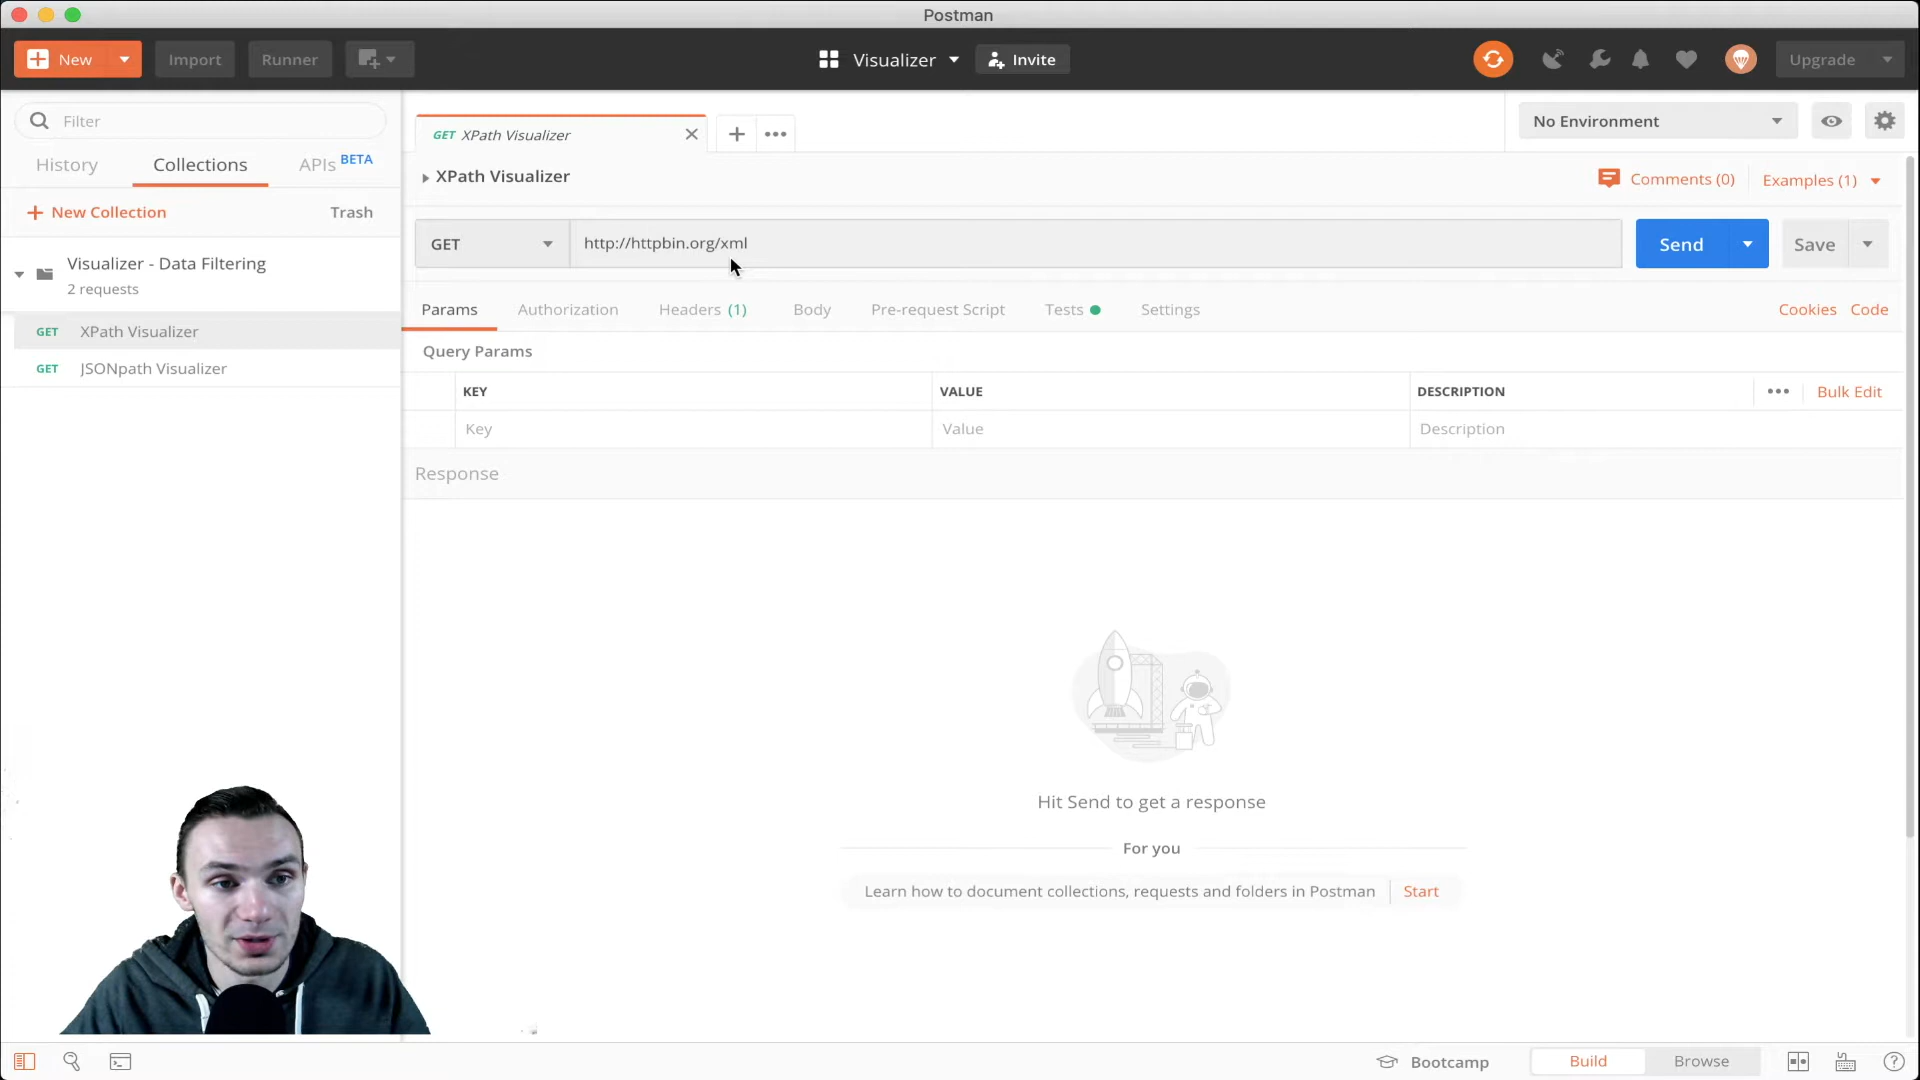 Postman
New
Import
Runner
Visualizer
Invite
Upgrade
Filter
History
Collections
APIs BETA
New Collection
Trash
Visualizer - Data Filtering
2 requests
GET XPath Visualizer
GET JSONpath Visualizer
GET XPath Visualizer
No Environment
XPath Visualizer
Comments (0)
Examples (1)
GET
http://httpbin.org/xml
Send
Save
Params
Authorization
Headers (1)
Body
Pre-request Script
Tests
Settings
Cookies
Code
Query Params
KEY
VALUE
DESCRIPTION
Bulk Edit
Key
Value
Description
Response
Hit Send to get a response
For you
Learn how to document collections, requests and folders in Postman
Start
Bootcamp
Build
Browse